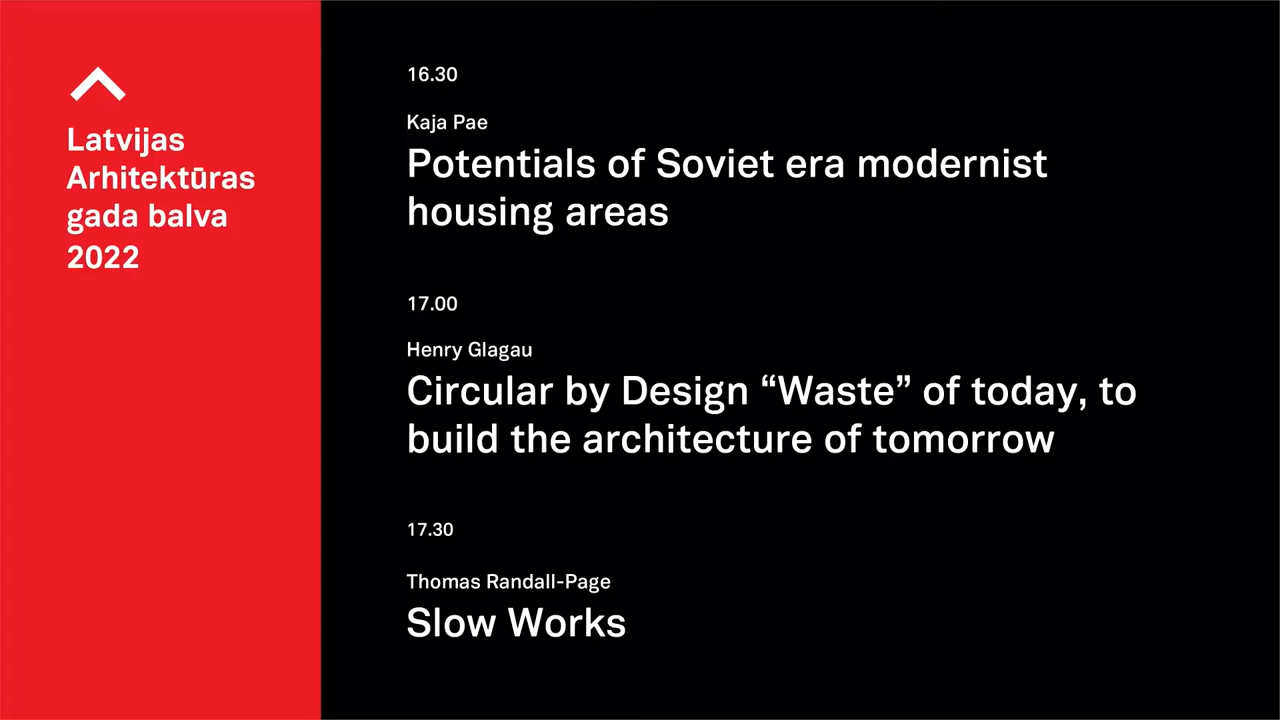 Latvijas
Arhitektūras
gada balva
2022
16.30
Kaja Pae
Potentials of Soviet era modernist
housing areas
17.00
Henry Glagau
Circular by Design “Waste” of today, to
build the architecture of tomorrow
17.30
Thomas Randall-Page
Slow Works